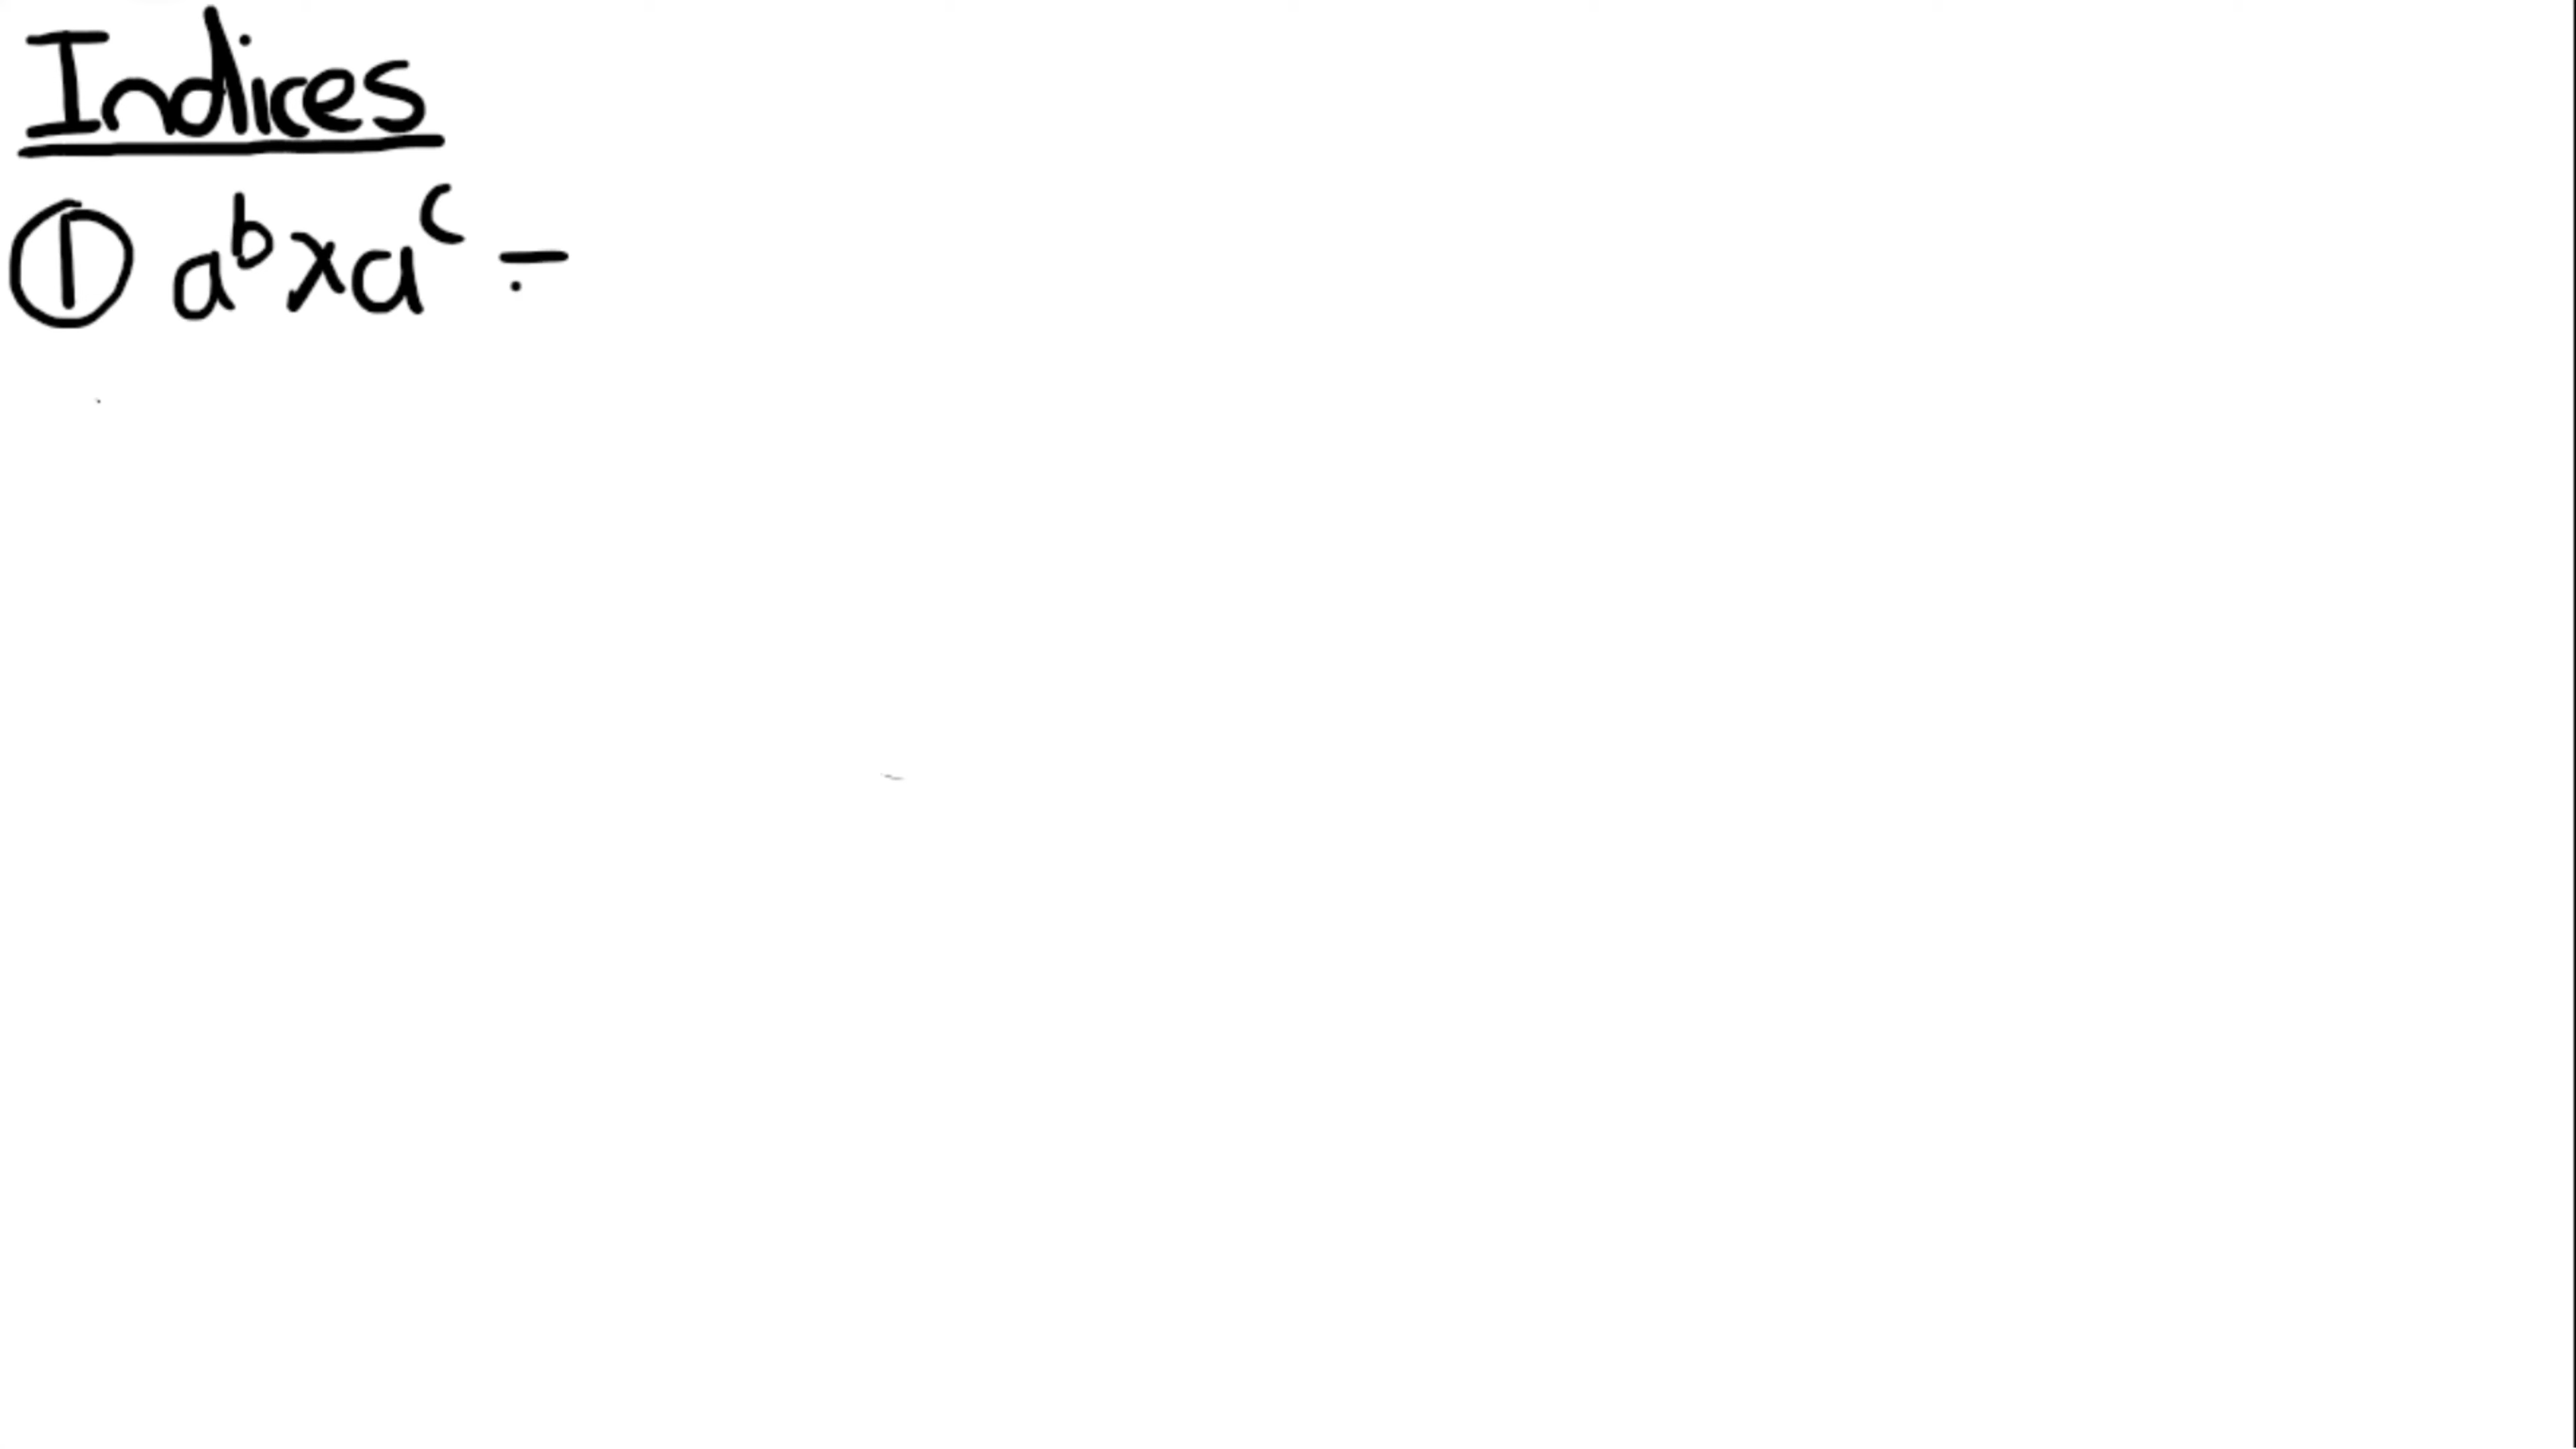 Indices
① a^b x a^c =